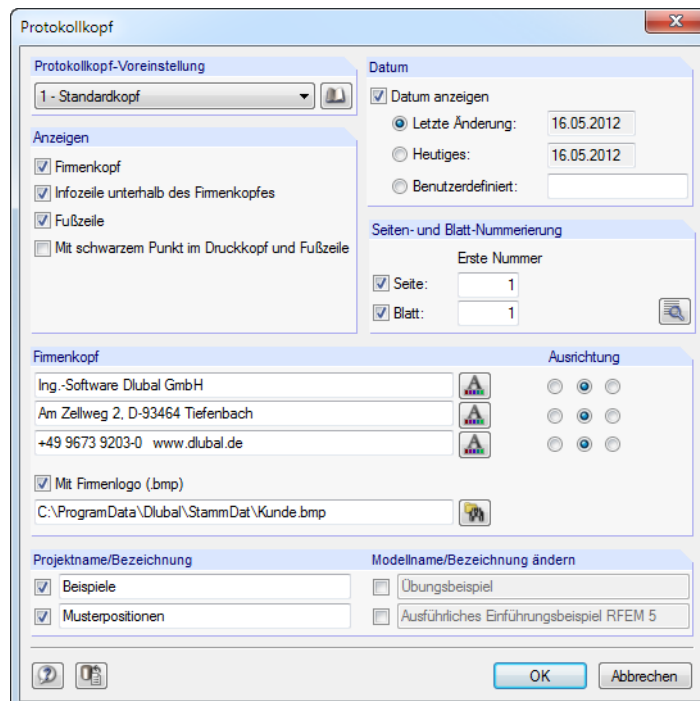 Protokollkopf
Protokollkopf-Voreinstellung
1 - Standardkopf
Anzeigen
Firmenkopf
Infozeile unterhalb des Firmenkopfes
Fußzeile
Mit schwarzem Punkt im Druckkopf und Fußzeile
Datum
Datum anzeigen
Letzte Änderung: 16.05.2012
Heutiges: 16.05.2012
Benutzerdefiniert:
Seiten- und Blatt-Nummerierung
Erste Nummer
Seite: 1
Blatt: 1
Firmenkopf Ausrichtung
Ing.-Software Dlubal GmbH
Am Zellweg 2, D-93464 Tiefenbach
+49 9673 9203-0 www.dlubal.de
Mit Firmenlogo (.bmp)
C:\ProgramData\Dlubal\StammDat\Kunde.bmp
Projektname/Bezeichnung
Beispiele
Musterpositionen
Modellname/Bezeichnung ändern
Übungsbeispiel
Ausführliches Einführungsbeispiel RFEM 5
OK Abbrechen